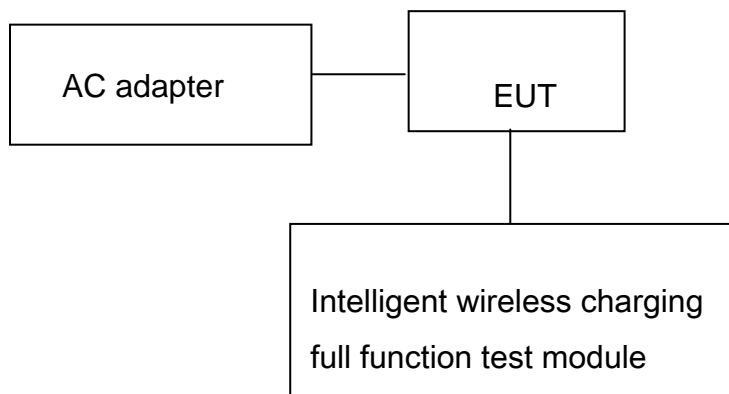 AC adapter
EUT
Intelligent wireless charging
full function test module